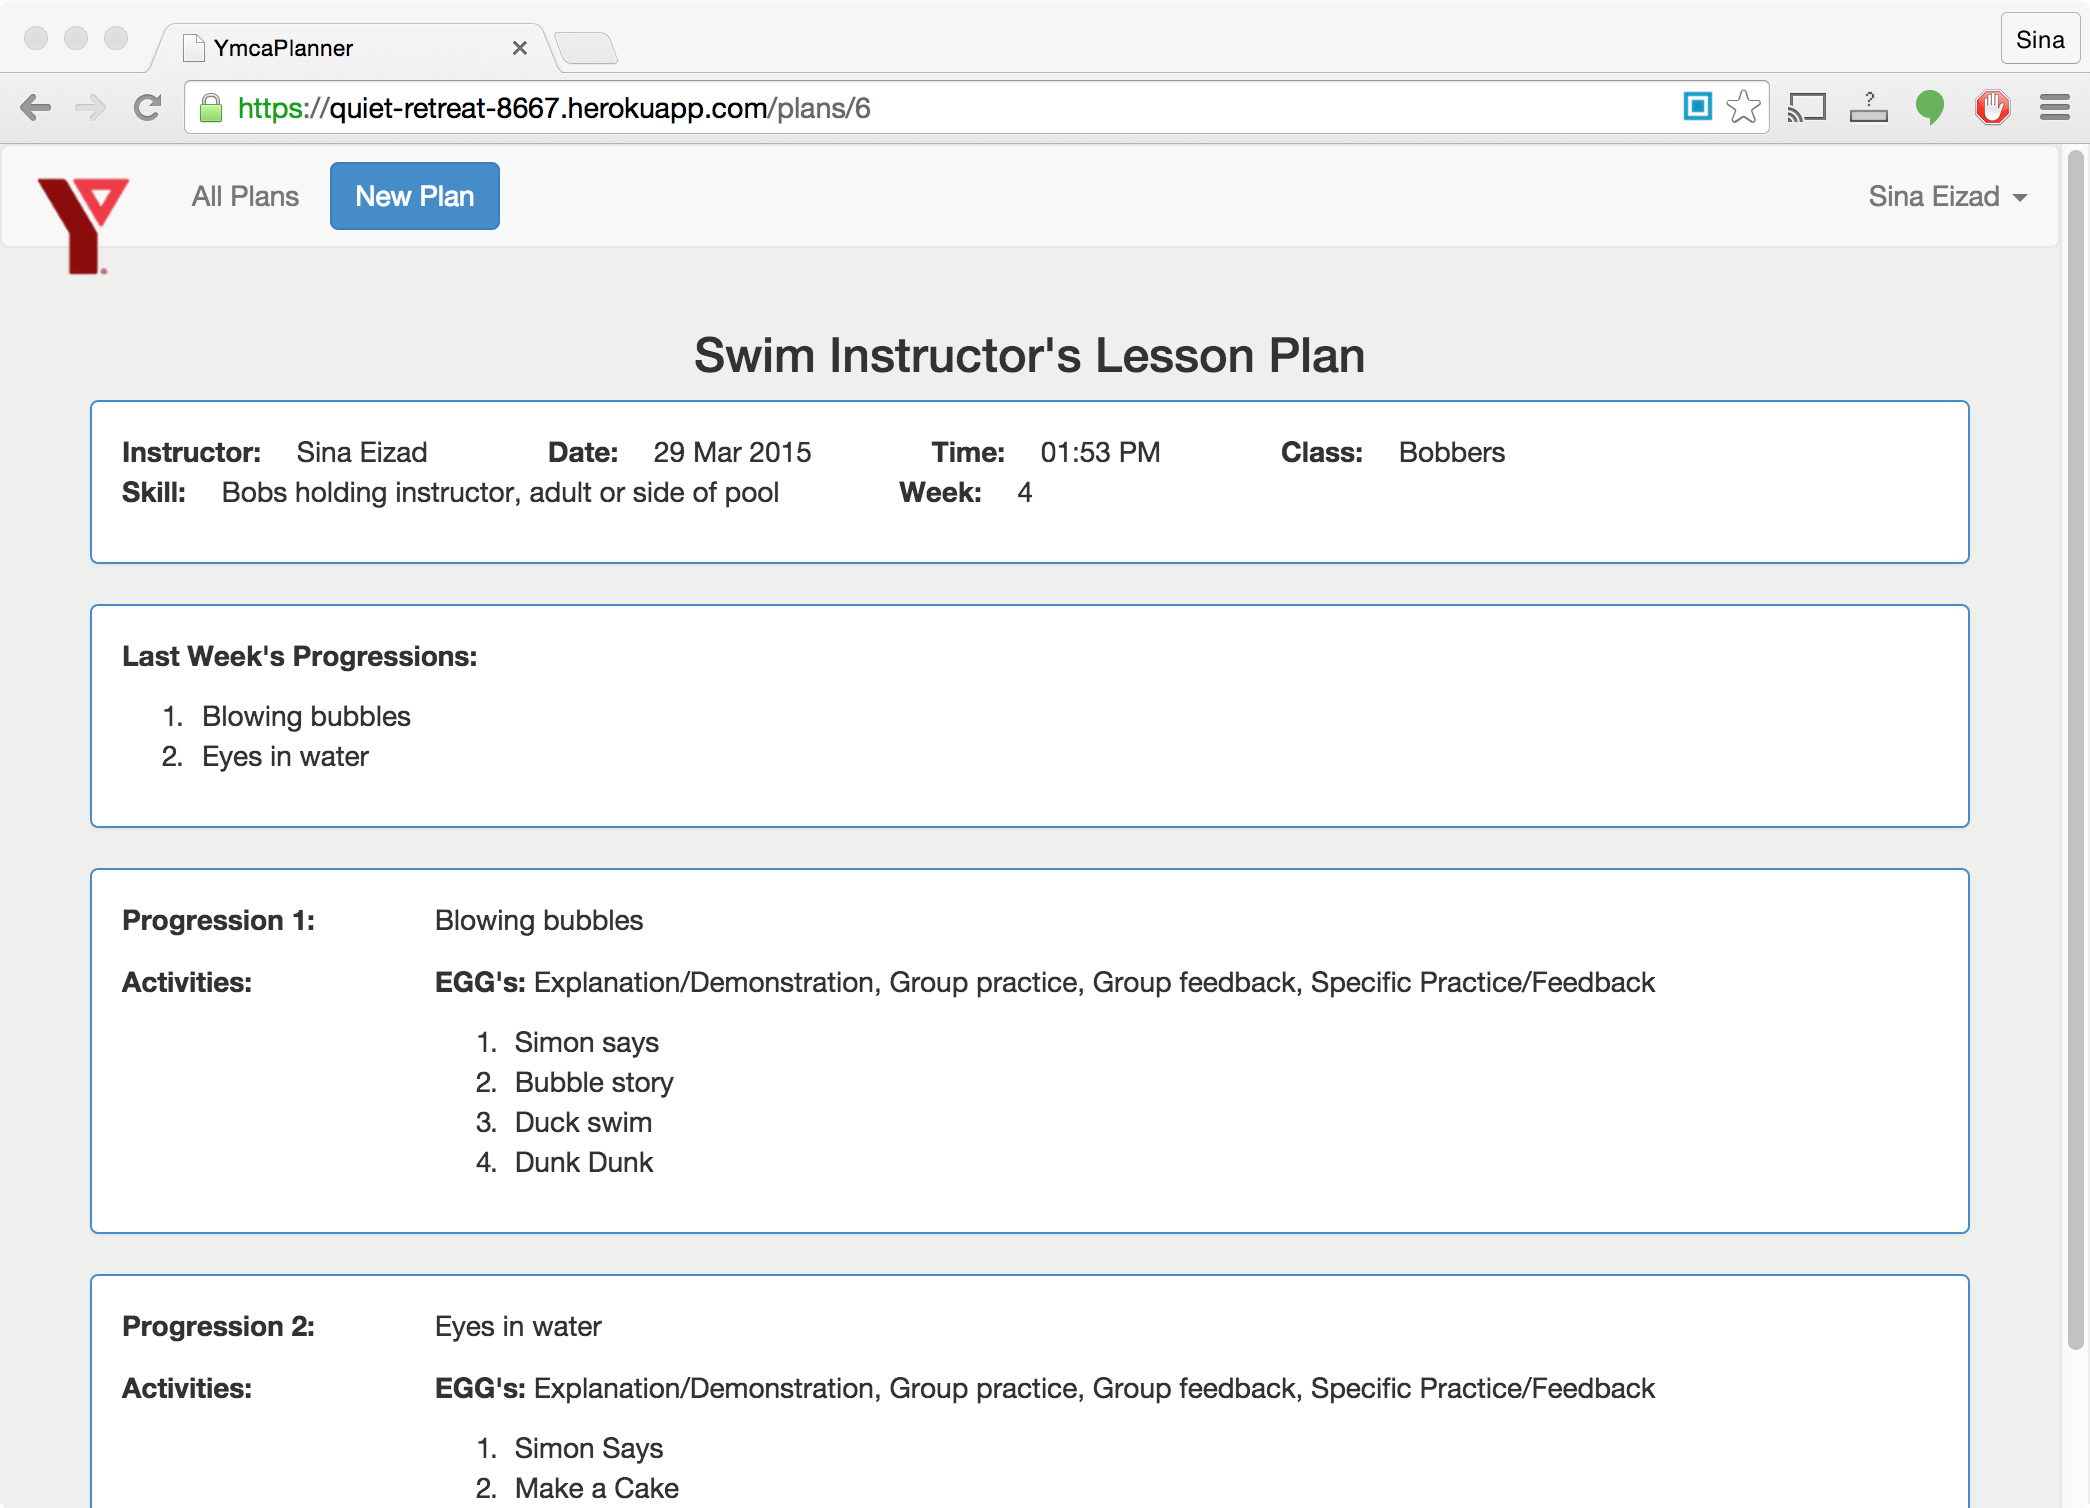 YmcaPlanner
Sina
https://quiet-retreat-8667.herokuapp.com/plans/6
?
Y
All Plans
New Plan
Sina Eizad
Swim Instructor's Lesson Plan
Instructor: Sina Eizad Date: 29 Mar 2015 Time: 01:53 PM Class: Bobbers
Skill: Bobs holding instructor, adult or side of pool Week: 4
Last Week's Progressions:
1. Blowing bubbles
2. Eyes in water
Progression 1: Blowing bubbles
Activities: EGG's: Explanation/Demonstration, Group practice, Group feedback, Specific Practice/Feedback
1. Simon says
2. Bubble story
3. Duck swim
4. Dunk Dunk
Progression 2: Eyes in water
Activities: EGG's: Explanation/Demonstration, Group practice, Group feedback, Specific Practice/Feedback
1. Simon Says
2. Make a Cake